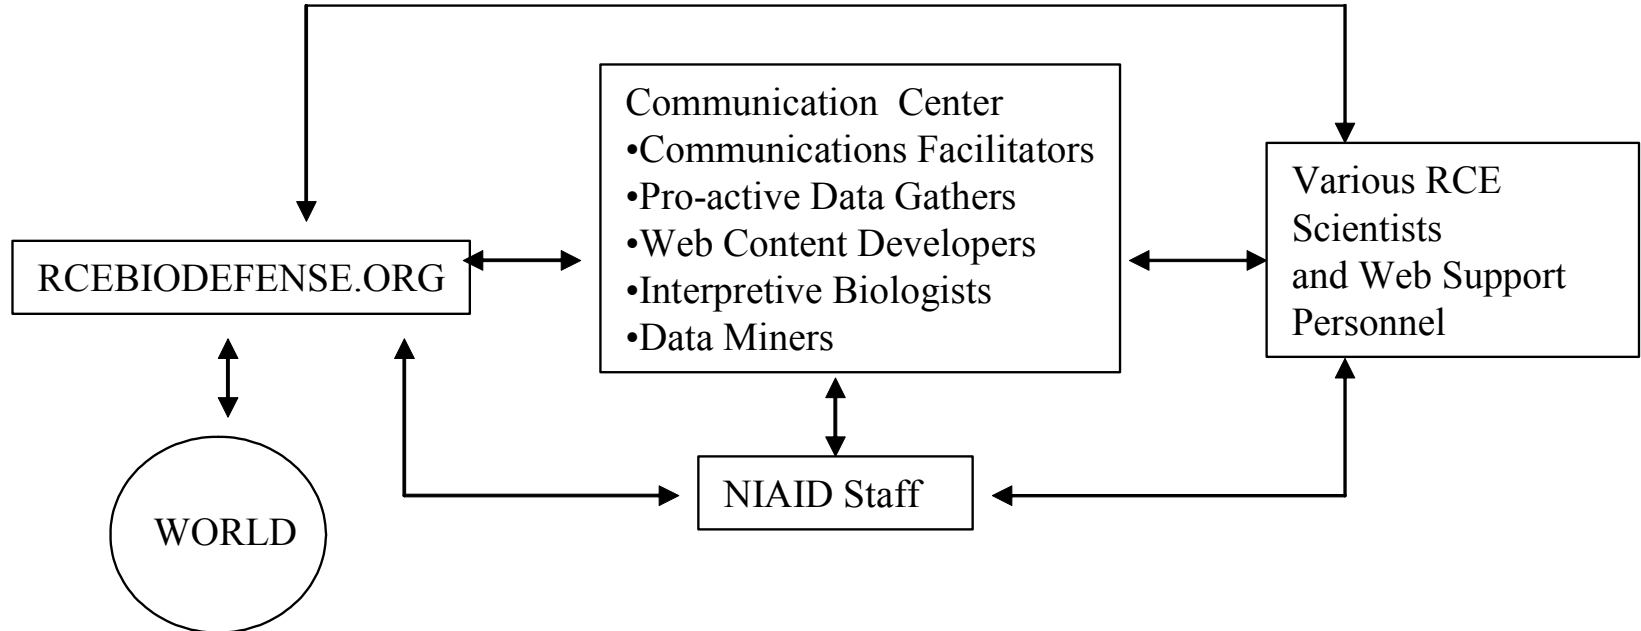 Communication Center
•Communications Facilitators
•Pro-active Data Gathers
•Web Content Developers
•Interpretive Biologists
•Data Miners
Various RCE
Scientists
and Web Support
Personnel
RCEBIODEFENSE.ORG
NIAID Staff
WORLD